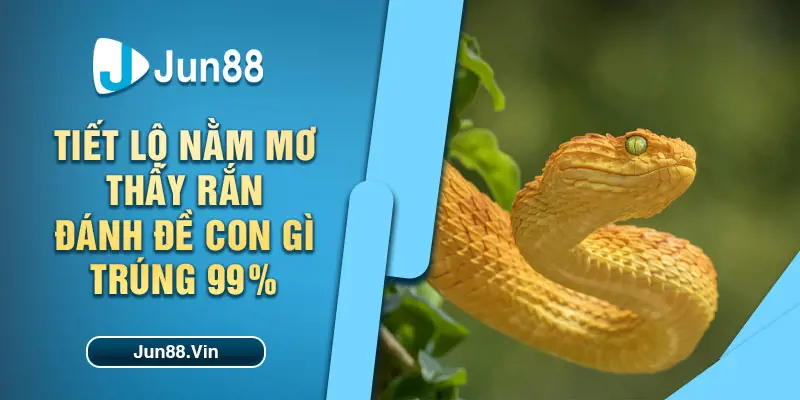 Jun88
TIẾT LỘ NẰM MƠ
THẤY RẮN
ĐÁNH ĐỀ CON GÌ
TRÚNG 99%
Jun88.Vin